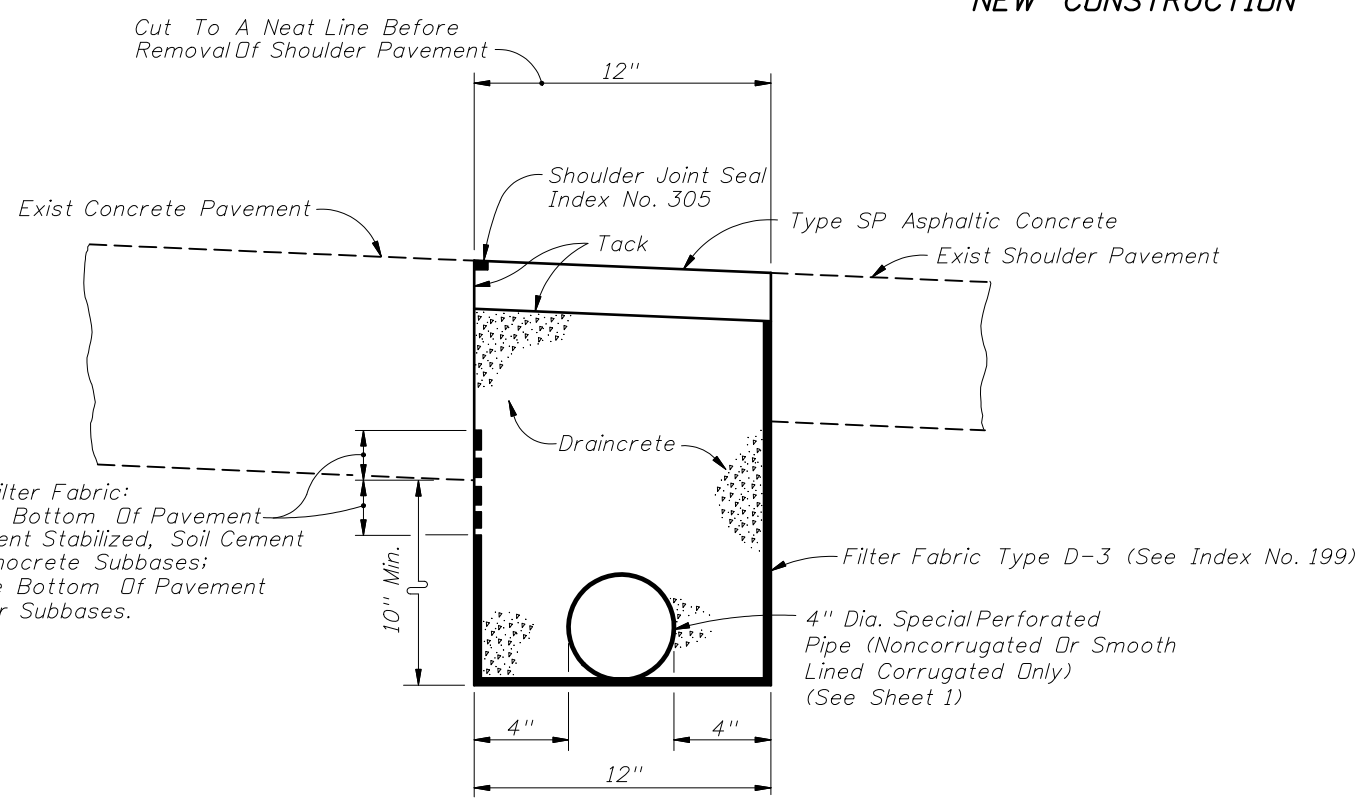 NEW CONSTRUCTION
Cut To A Neat Line Before
Removal Of Shoulder Pavement
12"
Shoulder Joint Seal
Index No. 305
Exist Concrete Pavement
Type SP Asphaltic Concrete
Tack
Exist Shoulder Pavement
Draincrete
Filter Fabric:
Bottom Of Pavement
Stabilized, Soil Cement
Subbases;
Bottom Of Pavement
Subbases.
10" Min.
Filter Fabric Type D-3 (See Index No. 199)
4" Dia. Special Perforated
Pipe (Noncorrugated Or Smooth
Lined Corrugated Only)
(See Sheet 1)
4"
4"
12"